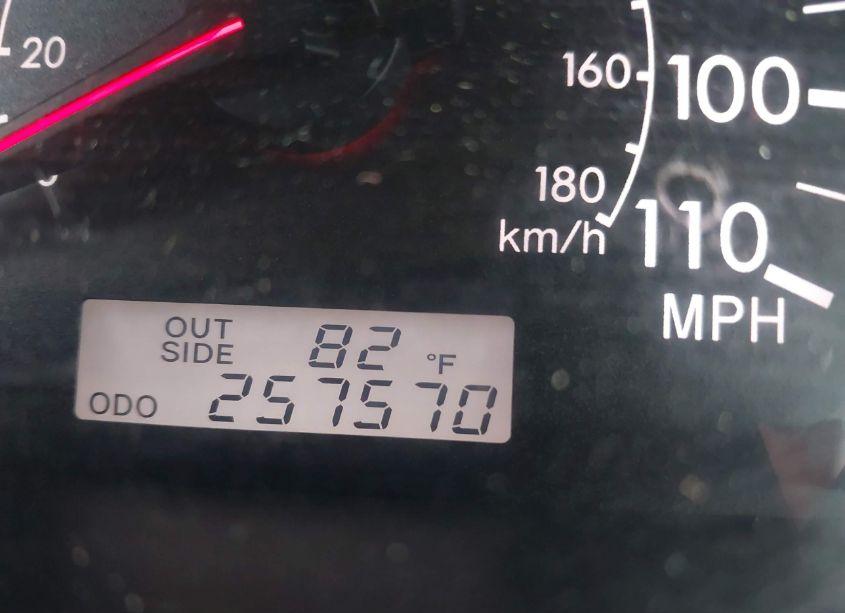 20
160
100
180
km/h
110
MPH
OUT SIDE 82 °F
ODO 257570